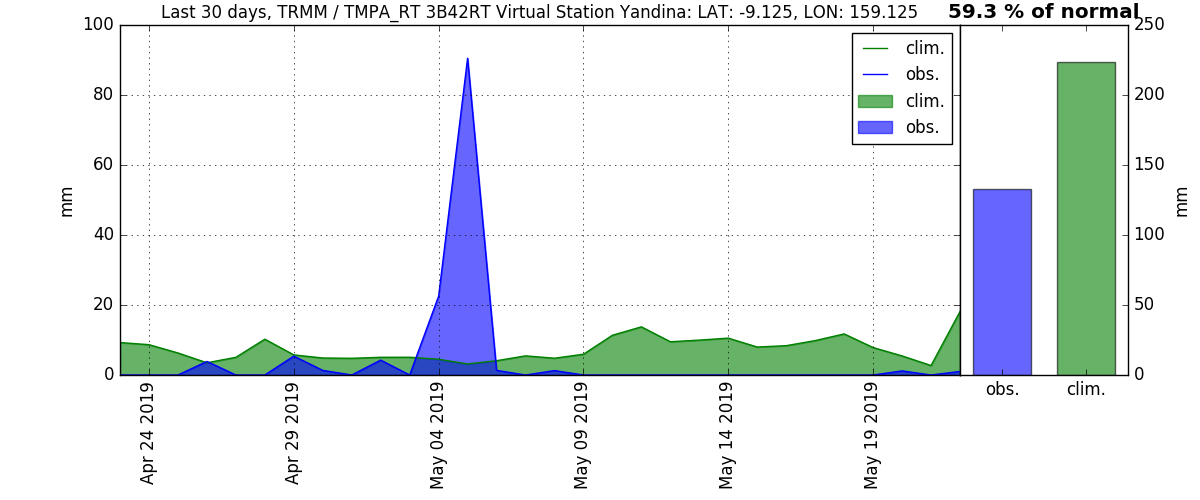 Last 30 days, TRMM / TMPA_RT 3B42RT Virtual Station Yandina: LAT: -9.125, LON: 159.125
59.3 % of normal
100
80
60
40
20
0
mm
clim.
obs.
clim.
obs.
Apr 24 2019
Apr 29 2019
May 04 2019
May 09 2019
May 14 2019
May 19 2019
250
200
150
100
50
0
mm
obs.
clim.